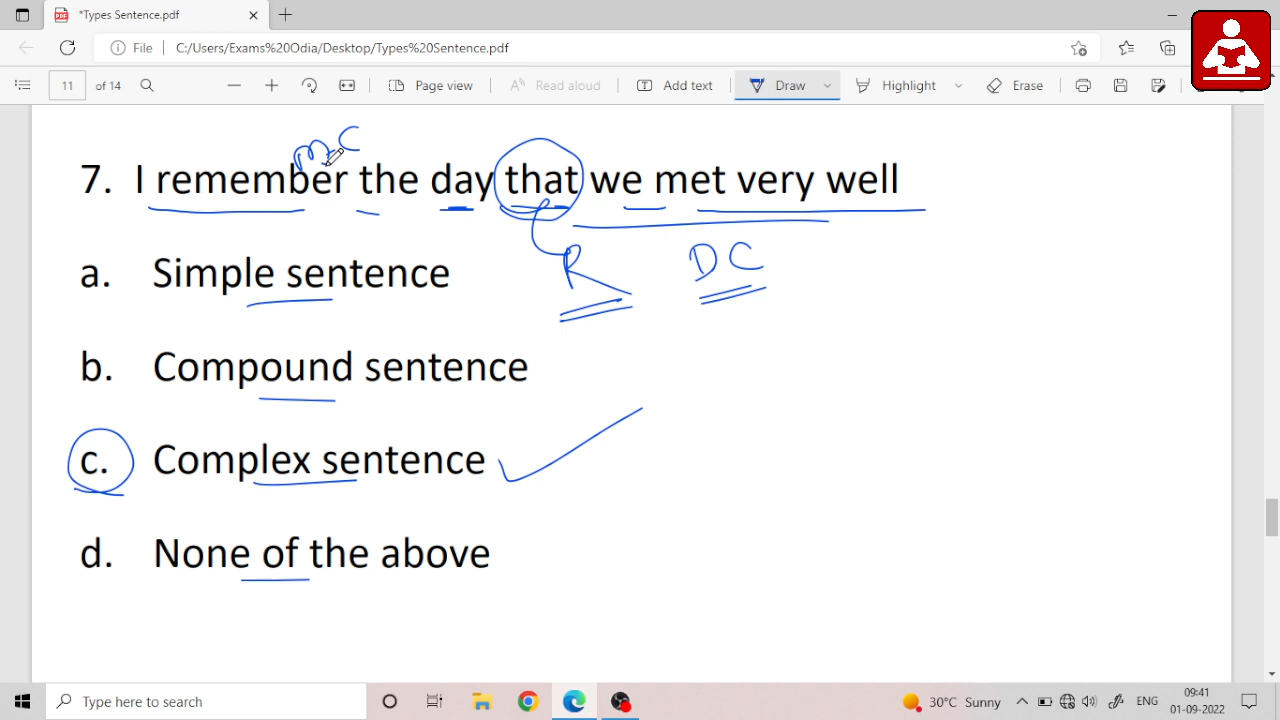 *Types Sentence.pdf
File C:/Users/Exams%20Odia/Desktop/Types%20Sentence.pdf
11 of 14 Page view Read aloud Add text Draw Highlight Erase
MC
7. I remember the day that we met very well
R DC
a. Simple sentence
b. Compound sentence
c. Complex sentence
d. None of the above
Type here to search 30°C Sunny ENG 09:41
01-09-2022